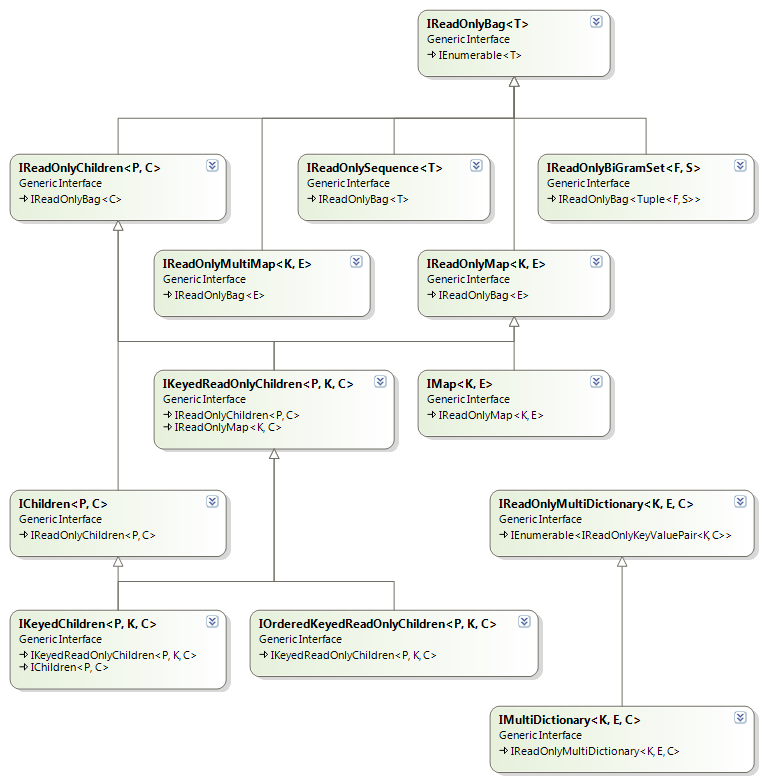 IReadOnlyBag<T>
Generic Interface
IEnumerable<T>
IReadOnlyChildren<P, C>
Generic Interface
IReadOnlyBag<C>
IReadOnlySequence<T>
Generic Interface
IReadOnlyBag<T>
IReadOnlyBiGramSet<F, S>
Generic Interface
IReadOnlyBag<Tuple<F, S>>
IReadOnlyMultiMap<K, E>
Generic Interface
IReadOnlyBag<E>
IReadOnlyMap<K, E>
Generic Interface
IReadOnlyBag<E>
IKeyedReadOnlyChildren<P, K, C>
Generic Interface
IReadOnlyChildren<P, C>
IReadOnlyMap<K, C>
IMap<K, E>
Generic Interface
IReadOnlyMap<K, E>
IChildren<P, C>
Generic Interface
IReadOnlyChildren<P, C>
IReadOnlyMultiDictionary<K, E, C>
Generic Interface
IEnumerable<IReadOnlyKeyValuePair<K, C>>
IKeyedChildren<P, K, C>
Generic Interface
IKeyedReadOnlyChildren<P, K, C>
IChildren<P, C>
IOrderedKeyedReadOnlyChildren<P, K, C>
Generic Interface
IKeyedReadOnlyChildren<P, K, C>
IMultiDictionary<K, E, C>
Generic Interface
IReadOnlyMultiDictionary<K, E, C>